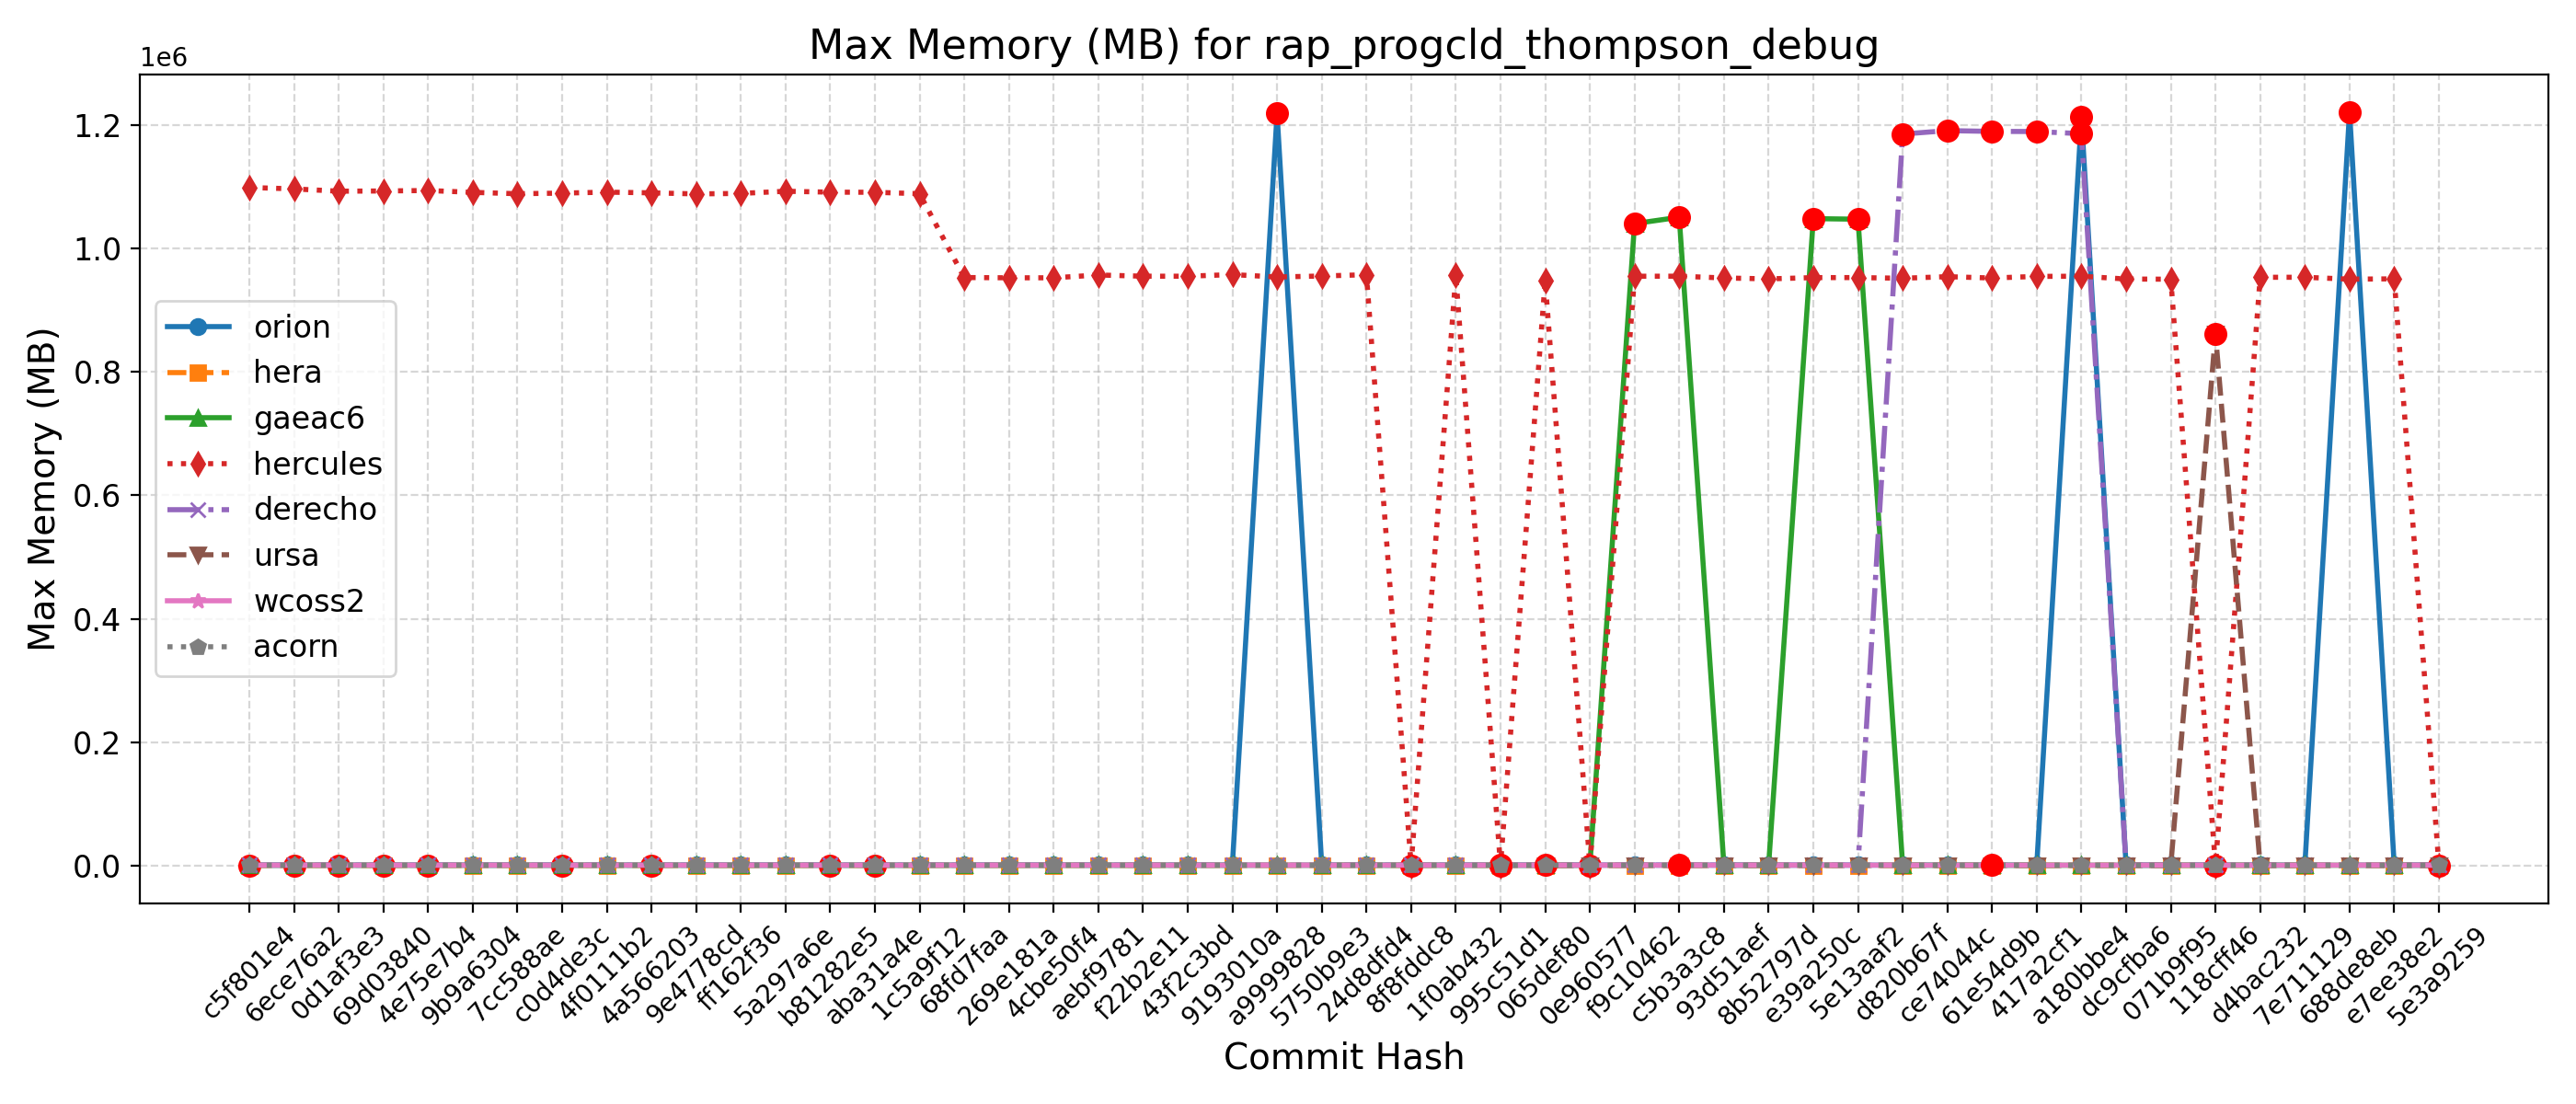 Max Memory (MB) for rap_progcld_thompson_debug
1e6
1.2
1.0
0.8
0.6
0.4
0.2
0.0
Max Memory (MB)
orion
hera
gaeac6
hercules
derecho
ursa
wcoss2
acorn
c5f801e4
6ece76a2
0d1af3e3
69d03840
4e75e7b4
9b9a6304
7cc588ae
c0d4de3c
4f0111b2
4a566203
9e4778cd
ff162f36
5a297a6e
b81282e5
aba31a4e
1c5a9f12
68fd7faa
269e181a
4cbe50f4
aebf9781
f22b2e11
43f2c3bd
9193010a
a9999828
5750b9e3
24d8dfd4
8f8fddc8
1f0ab432
995c51d1
065def80
0e960577
f9c10462
c5b3a3c8
93d51aef
8b52797d
e39a250c
5e13aaf2
d820b67f
ce74044c
61e54d9b
417a2cf1
a180bbe4
dc9cfba6
071b9f95
118cff46
d4bac232
7e711129
688de8eb
e7ee38e2
5e3a9259
Commit Hash